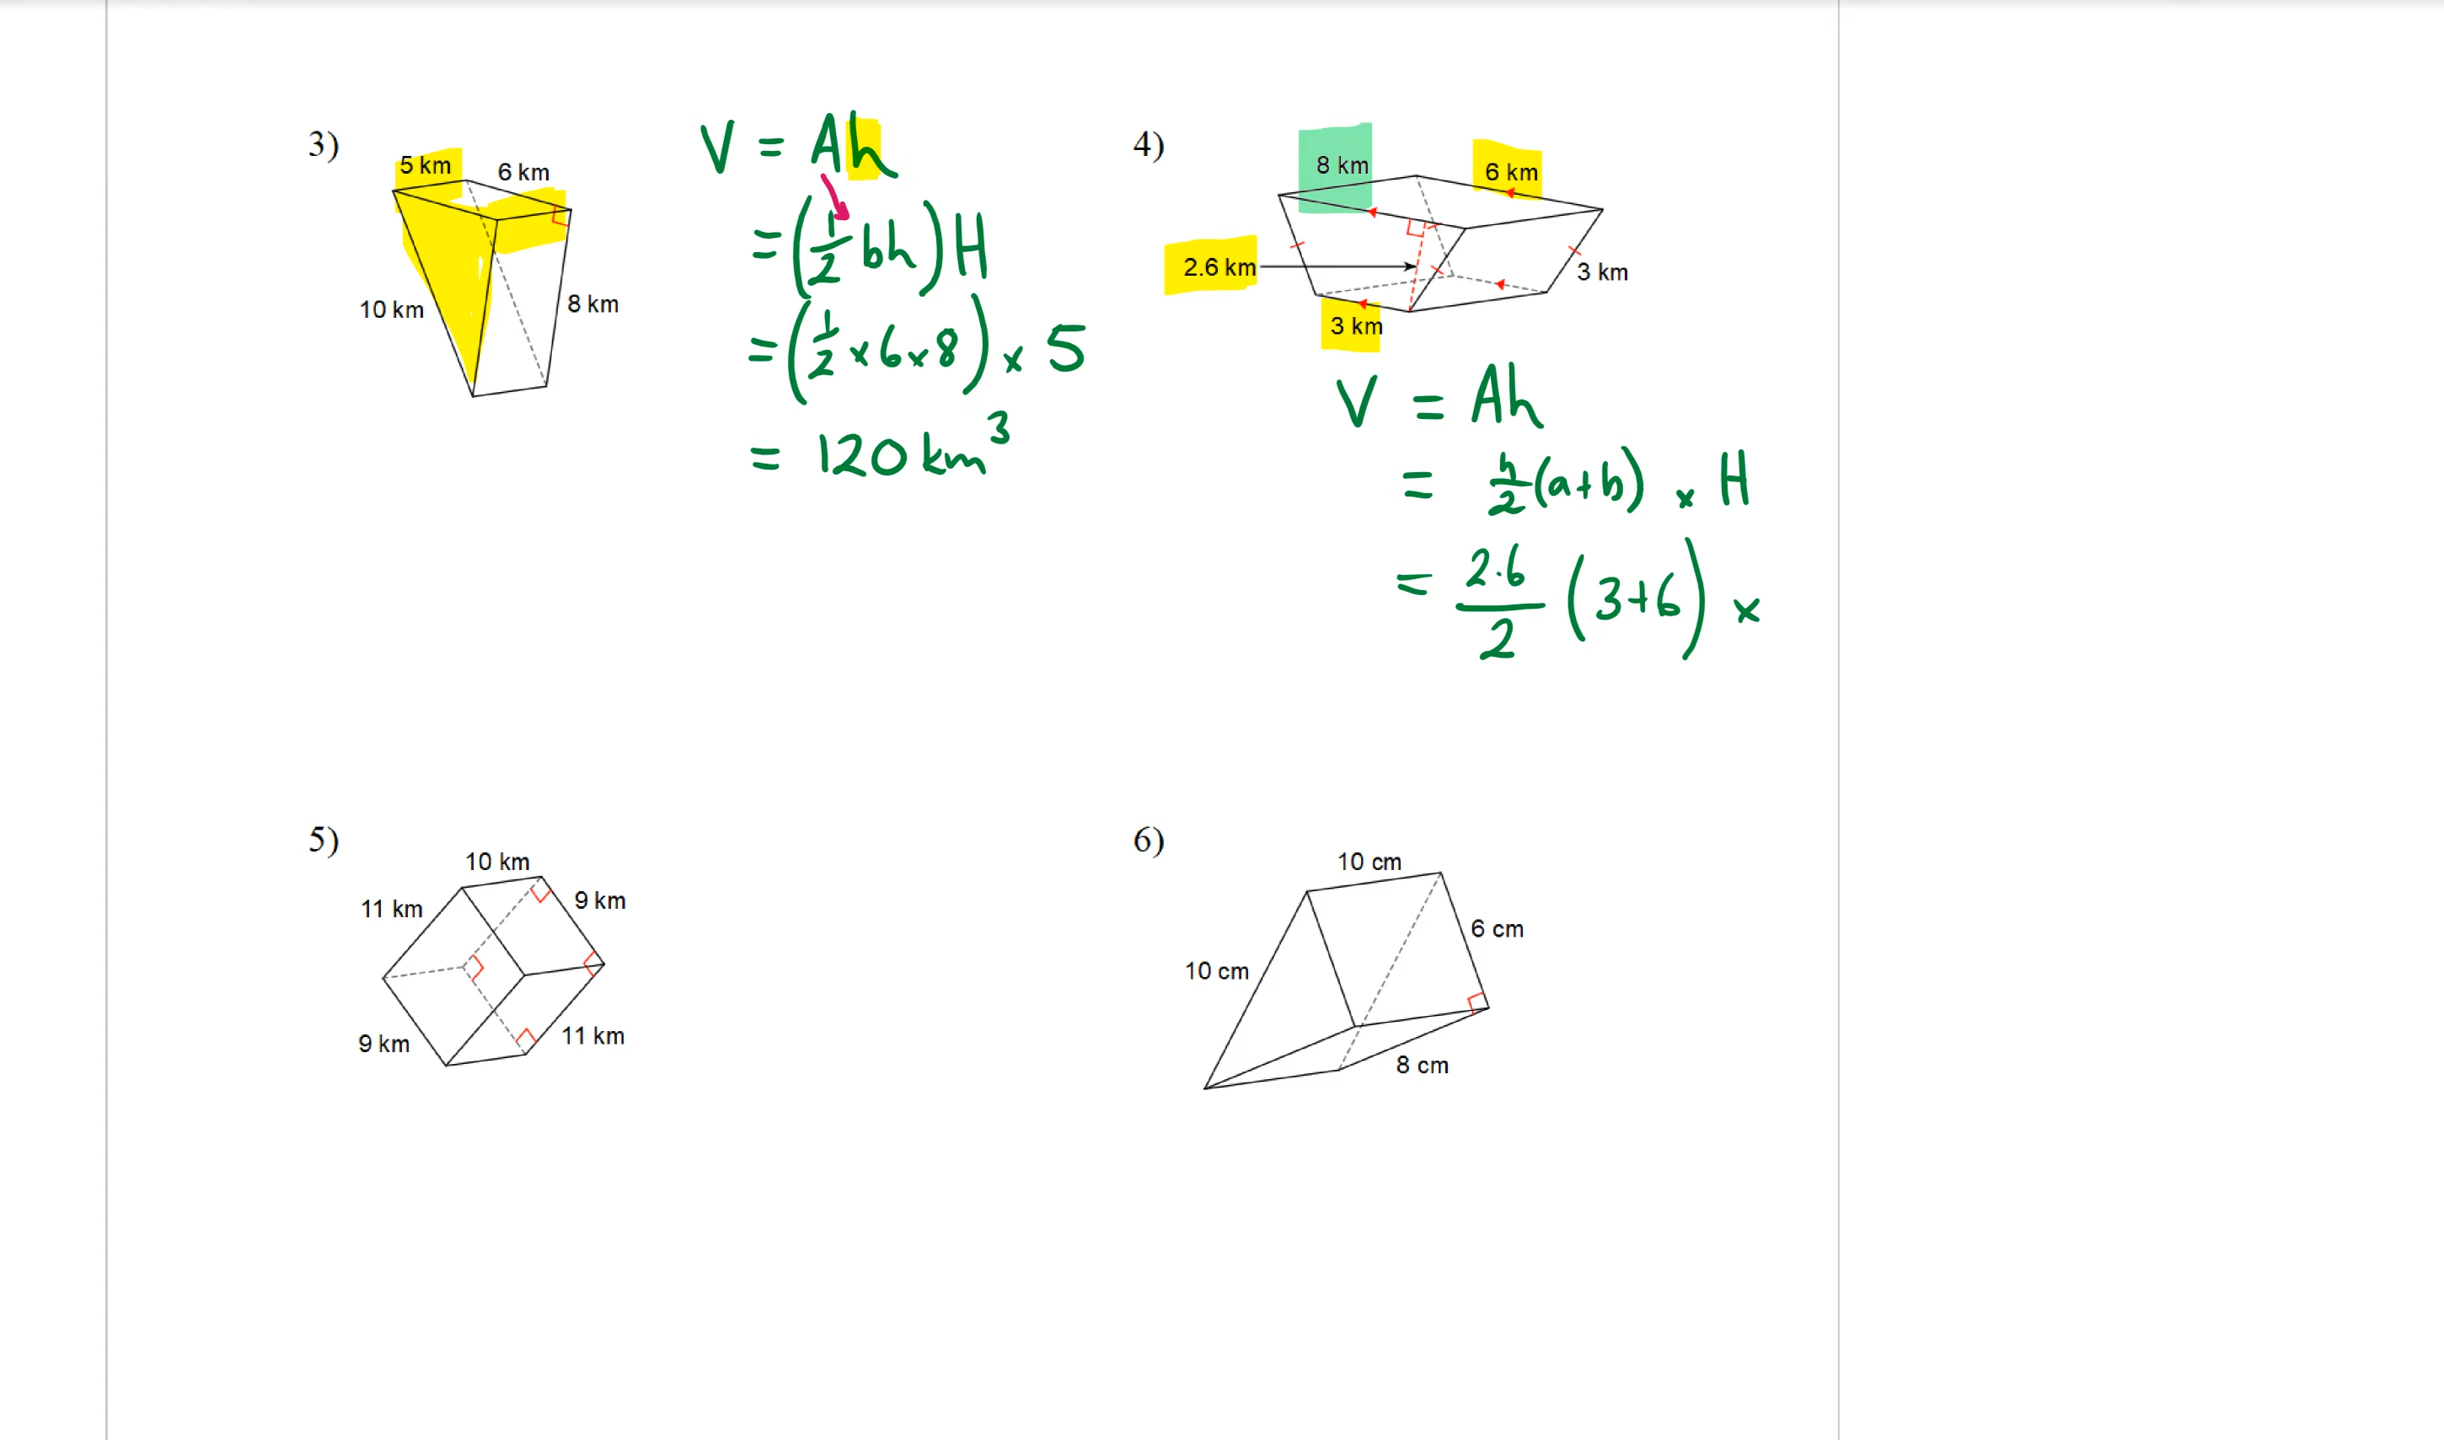 3)
5 km
6 km
10 km
8 km
V = Ah
= (1/2 bh) H
= (1/2 × 6 × 8) × 5
= 120 km³
4)
8 km
6 km
2.6 km
3 km
3 km
V = Ah
= h/2 (a+b) × H
= 2.6/2 (3+6) ×
5)
10 km
11 km
9 km
9 km
11 km
6)
10 cm
6 cm
10 cm
8 cm